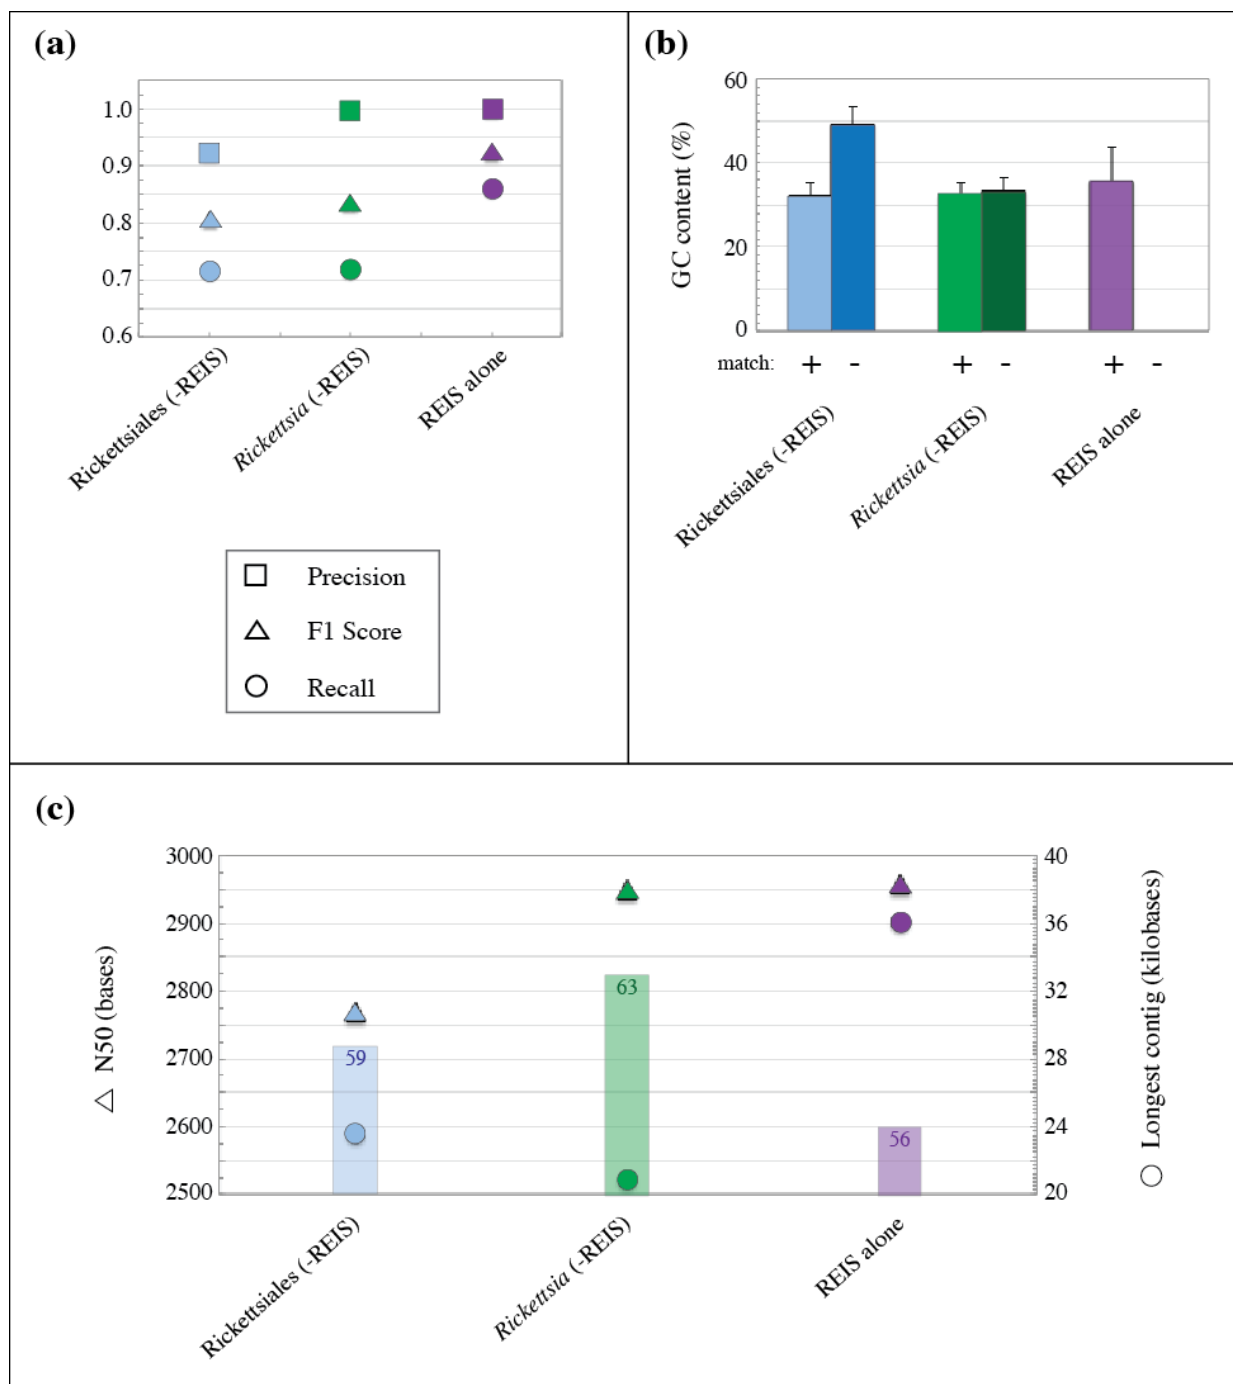 (a)
1.0
0.9
0.8
0.7
0.6
Rickettsiales (-REIS)
Rickettsia (-REIS)
REIS alone
Precision
F1 Score
Recall
(b)
GC content (%)
60
40
20
0
match: + - + - + -
Rickettsiales (-REIS)
Rickettsia (-REIS)
REIS alone
(c)
△ N50 (bases)
3000
2900
2800
2700
2600
2500
59
63
56
40
36
32
28
24
20
○ Longest contig (kilobases)
Rickettsiales (-REIS)
Rickettsia (-REIS)
REIS alone